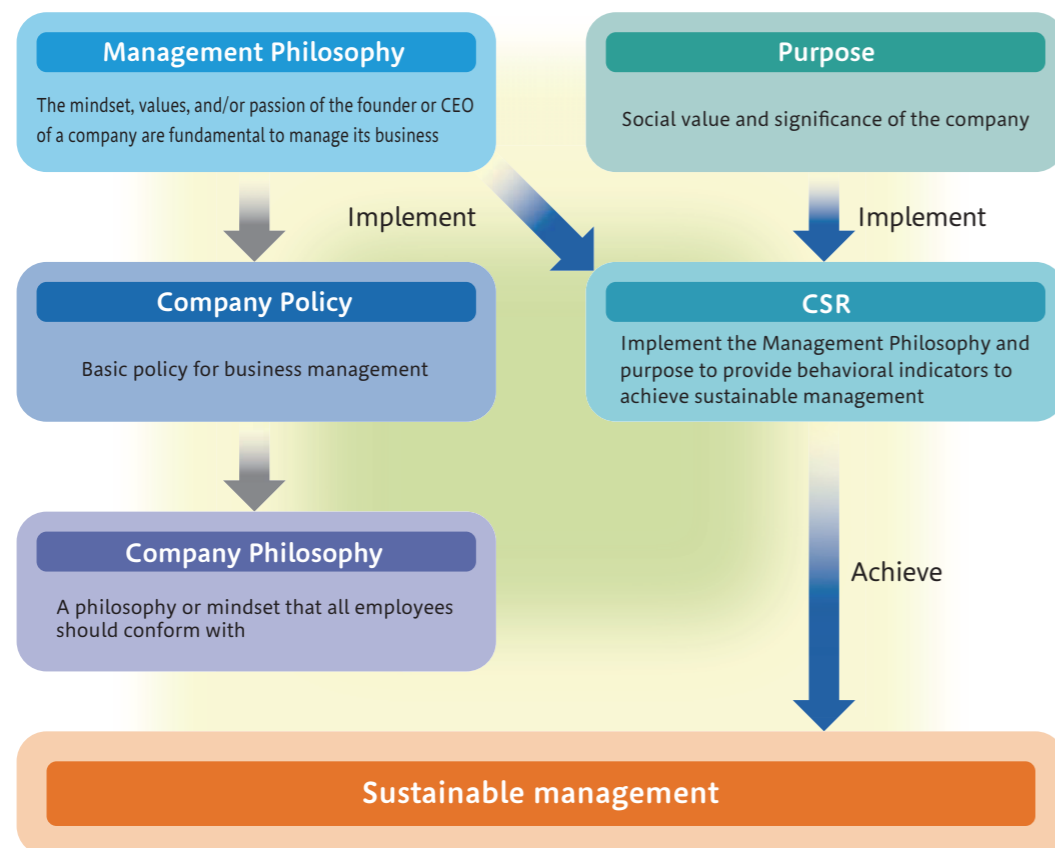 Management Philosophy
The mindset, values, and/or passion of the founder or CEO
of a company are fundamental to manage its business
Purpose
Social value and significance of the company
Implement
Implement
Company Policy
Basic policy for business management
CSR
Implement the Management Philosophy and
purpose to provide behavioral indicators to
achieve sustainable management
Company Philosophy
A philosophy or mindset that all employees
should conform with
Achieve
Sustainable management